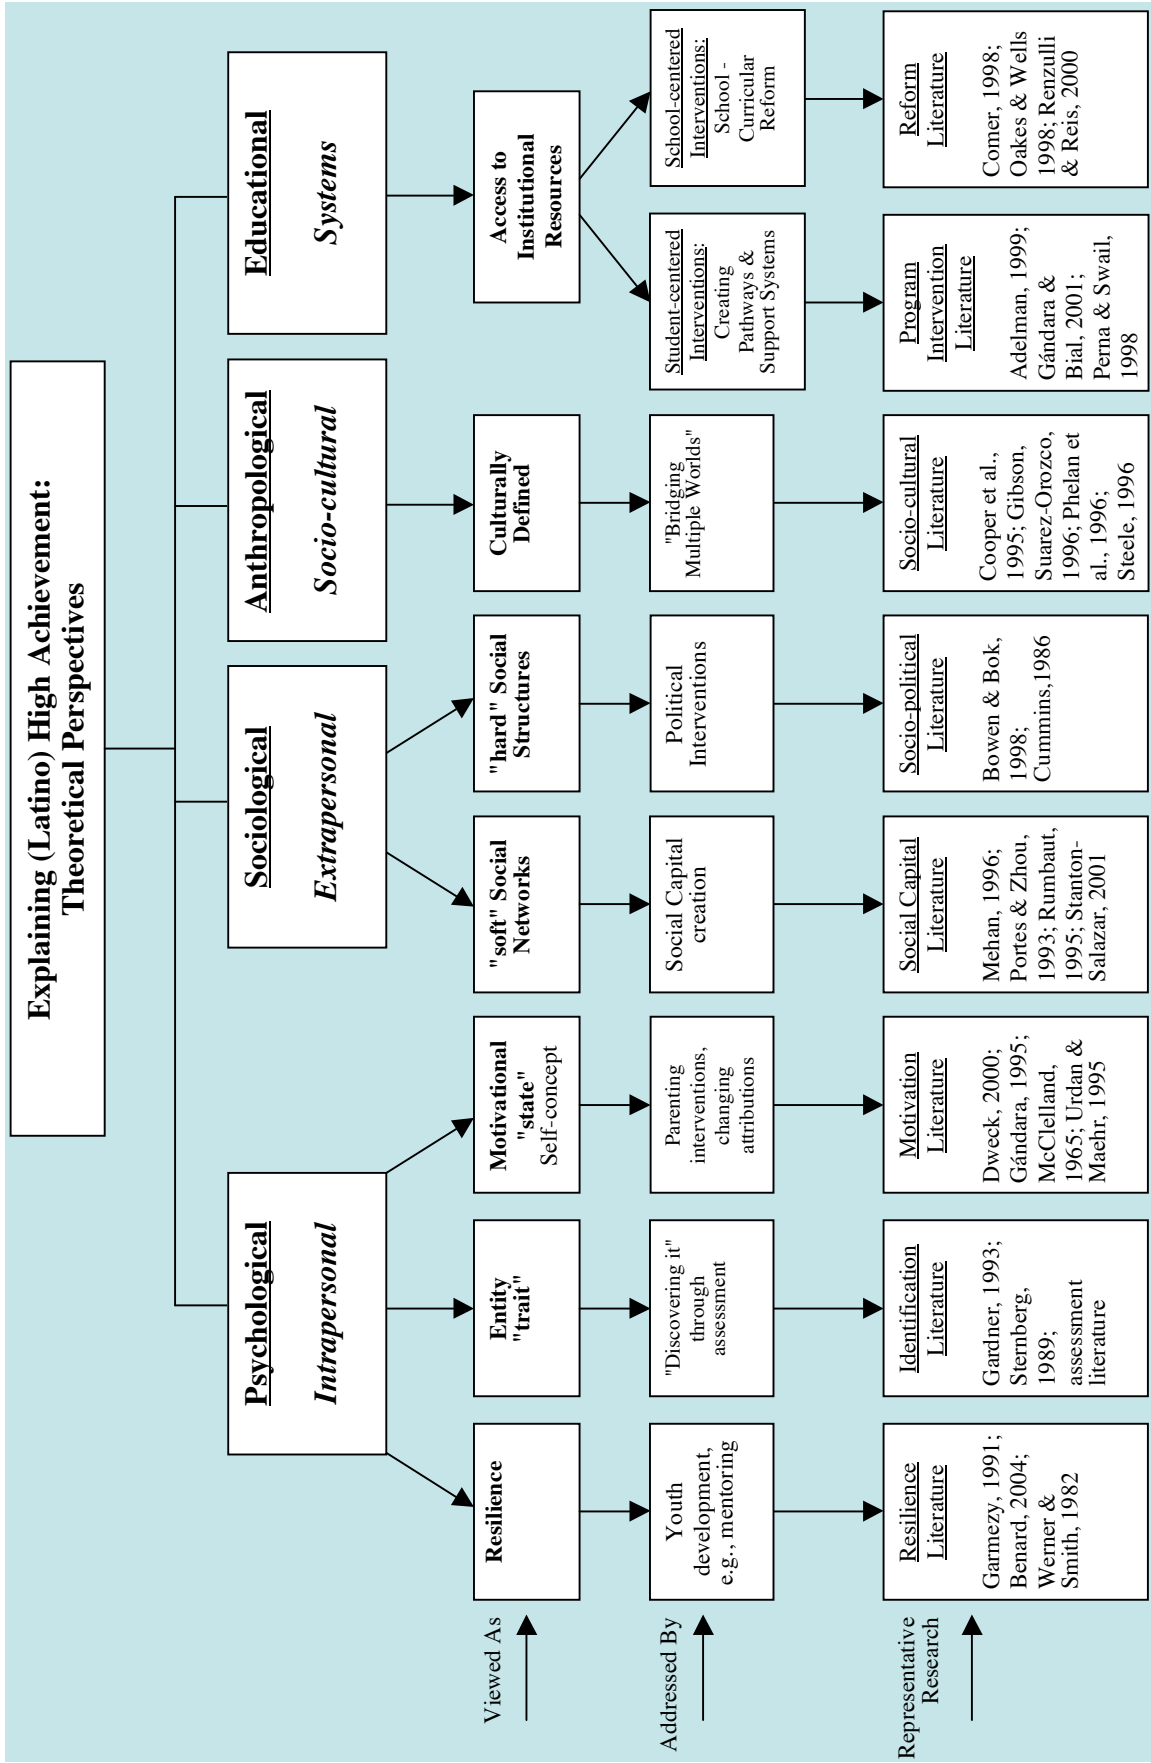 Explaining (Latino) High Achievement:
Theoretical Perspectives
Psychological
Intrapersonal
Sociological
Extrapersonal
Anthropological
Socio-cultural
Educational
Systems
Viewed As
Resilience
Entity
"trait"
Motivational
"state"
Self-concept
"soft" Social
Networks
"hard" Social
Structures
Culturally
Defined
Access to
Institutional
Resources
Addressed By
Youth
development,
e.g., mentoring
"Discovering it"
through
assessment
Parenting
interventions,
changing
attributions
Social Capital
creation
Political
Interventions
"Bridging
Multiple Worlds"
Student-centered
Interventions:
Creating
Pathways &
Support Systems
School-centered
Interventions:
School -
Curricular
Reform
Representative
Research
Resilience
Literature
Garmezy, 1991;
Benard, 2004;
Werner &
Smith, 1982
Identification
Literature
Gardner, 1993;
Sternberg,
1989;
assessment
literature
Motivation
Literature
Dweck, 2000;
Gándara, 1995;
McClelland,
1965; Urdan &
Maehr, 1995
Social Capital
Literature
Mehan, 1996;
Portes & Zhou,
1993; Rumbaut,
1995; Stanton-
Salazar, 2001
Socio-political
Literature
Bowen & Bok,
1998;
Cummins,1986
Socio-cultural
Literature
Cooper et al.,
1995; Gibson,
Suarez-Orozco,
1996; Phelan et
al., 1996;
Steele, 1996
Program
Intervention
Literature
Adelman, 1999;
Gándara &
Bial, 2001;
Perna & Swail,
1998
Reform
Literature
Comer, 1998;
Oakes & Wells
1998; Renzulli
& Reis, 2000